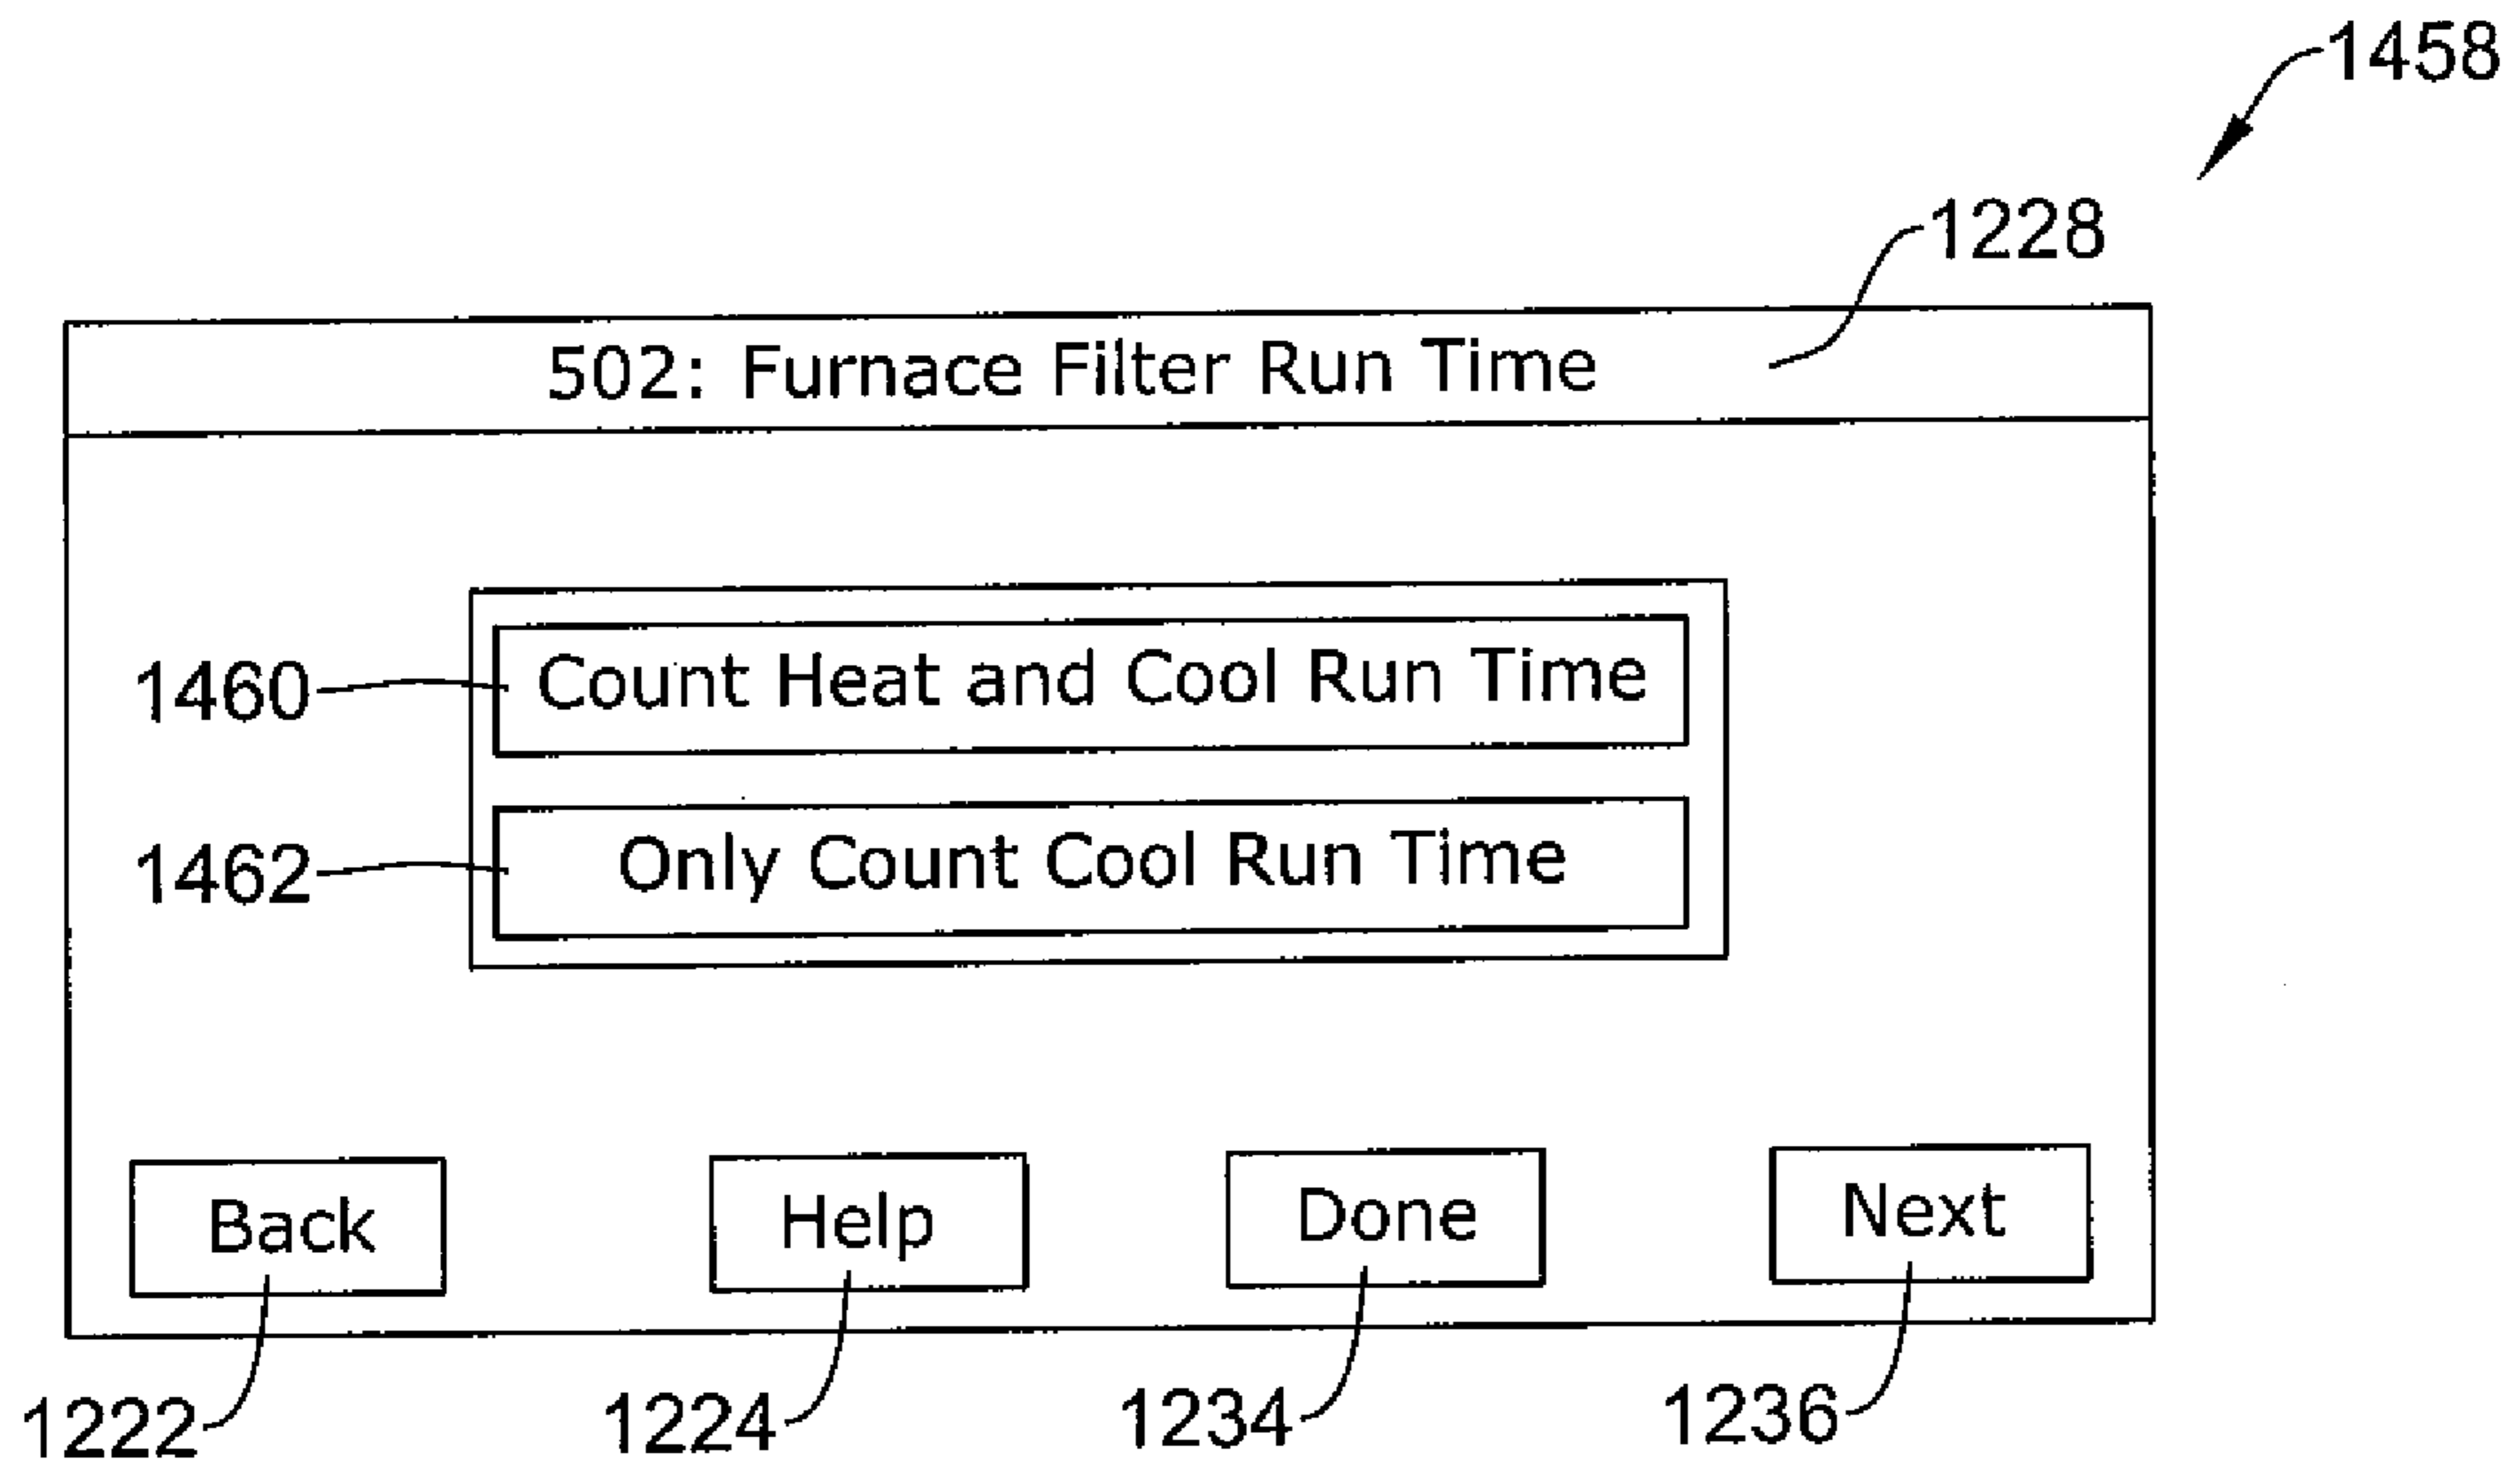 1458
1228
502: Furnace Filter Run Time
1460
Count Heat and Cool Run Time
1462
Only Count Cool Run Time
Back
Help
Done
Next
1222
1224
1234
1236